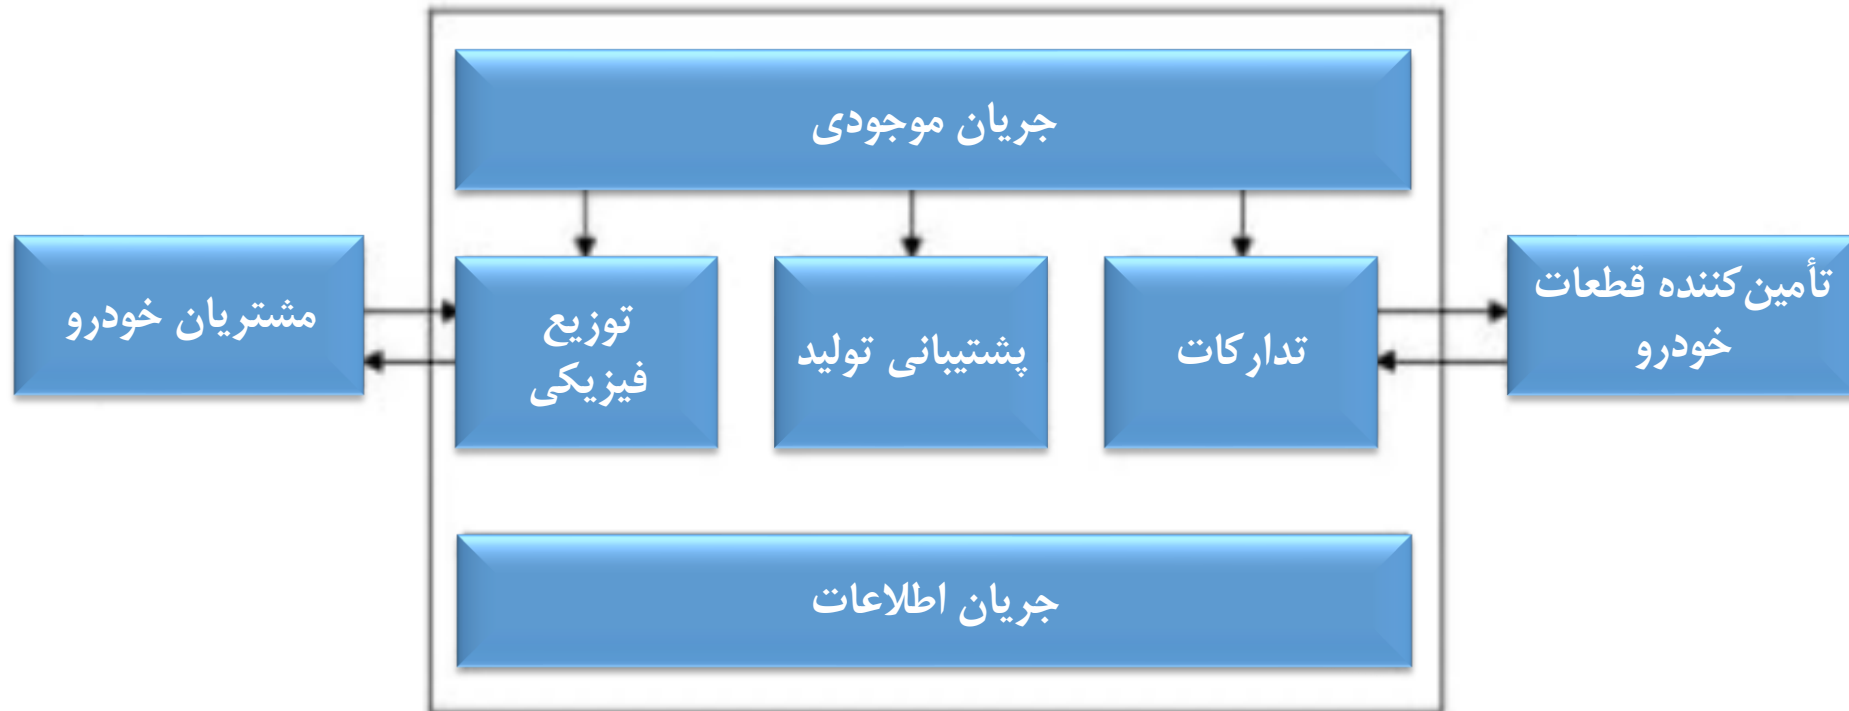 جریان موجودی
تأمین‌کننده قطعات
خودرو
تدارکات
پشتیبانی تولید
توزیع
فیزیکی
مشتریان خودرو
جریان اطلاعات